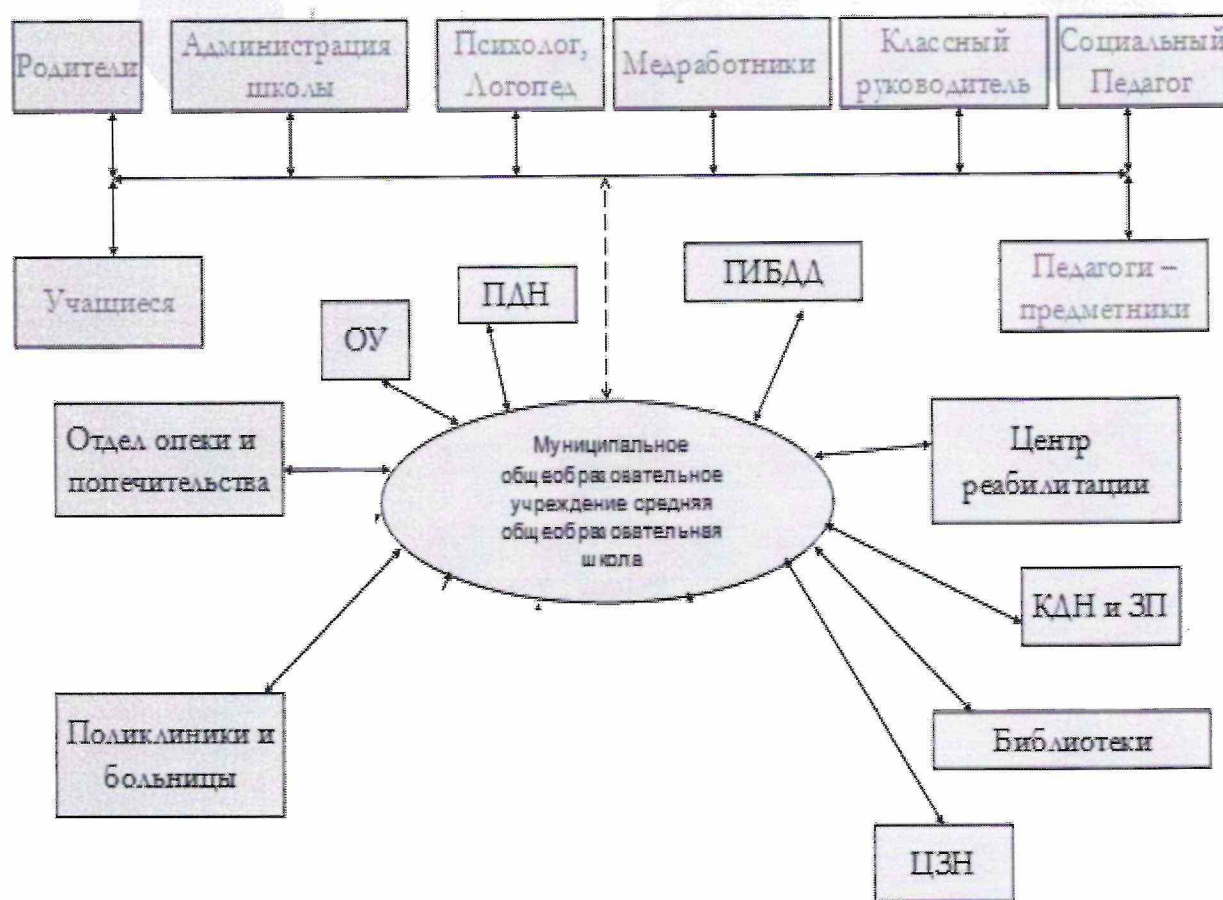 Родители
Администрация
школы
Психолог,
Логопед
Медработники
Классный
руководитель
Социальный
Педагог
Учащиеся
ПДН
ГИБДД
Педагоги –
предметники
ОУ
Отдел опеки и
попечительства
Муниципальное
общеобразовательное
учреждение средняя
общеобразовательная
школа
Центр
реабилитации
КДН и ЗП
Поликлиники и
больницы
Библиотеки
ЦЗН